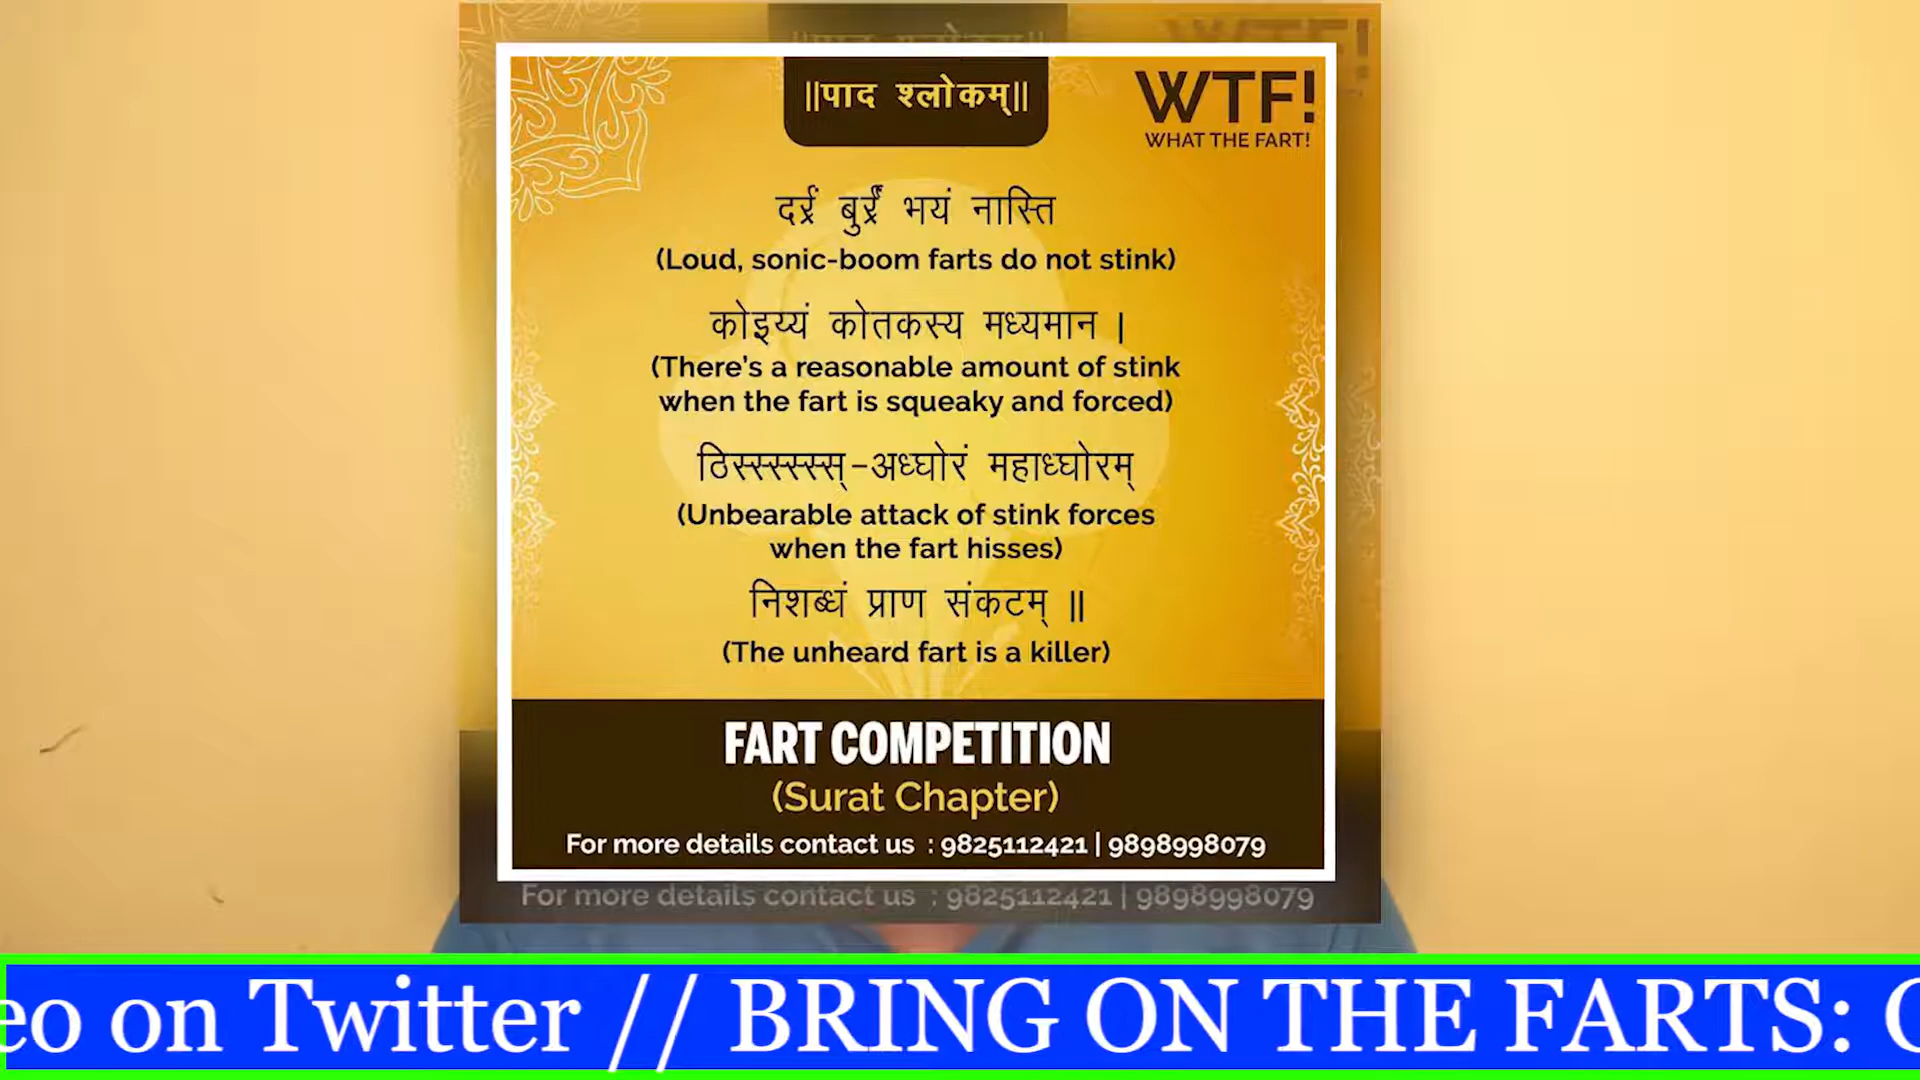 ||पाद श्लोकम्||
WTF!
WHAT THE FART!
दर्रं बुर्रं भयं नास्ति
(Loud, sonic-boom farts do not stink)
कोइय्यं कोतकस्य मध्यमान |
(There's a reasonable amount of stink
when the fart is squeaky and forced)
ठिस्स्स्स्स्स्-अध्घोरं महाध्घोरम्
(Unbearable attack of stink forces
when the fart hisses)
निशब्धं प्राण संकटम् ||
(The unheard fart is a killer)
FART COMPETITION
(Surat Chapter)
For more details contact us : 9825112421 | 9898998079
For more details contact us : 9825112421 | 9898998079
eo on Twitter // BRING ON THE FARTS: